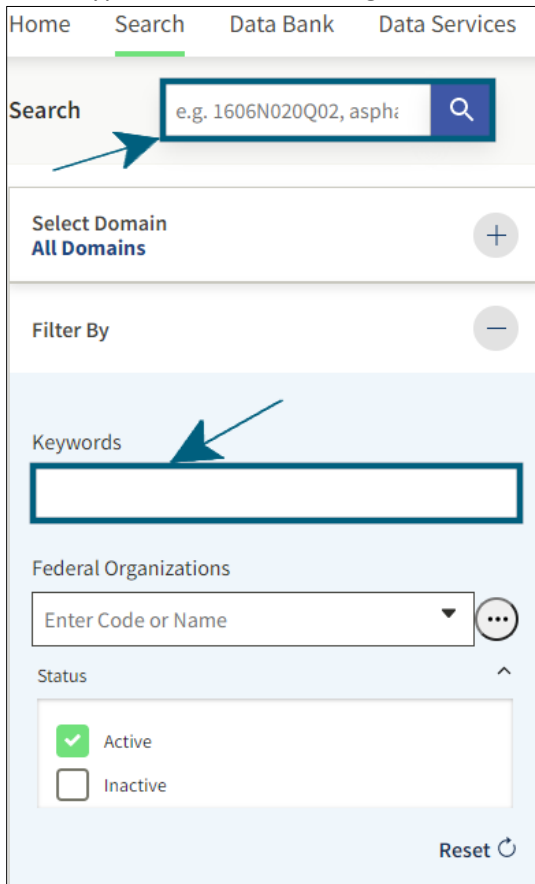 Home Search Data Bank Data Services
Search e.g. 1606N020Q02, aspha
Select Domain
All Domains
Filter By
Keywords
Federal Organizations
Enter Code or Name
Status
Active
Inactive
Reset